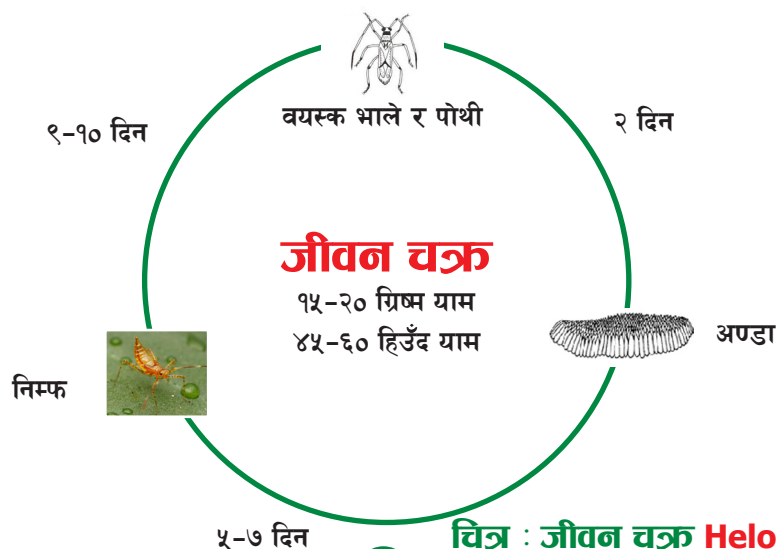 वयस्क भाले र पोथी
९-१० दिन
२ दिन
जीवन चक्र
१५-२० ग्रिष्म याम
४५-६० हिउँद याम
अण्डा
निम्फ
५-७ दिन
चित्र : जीवन चक्र Helo